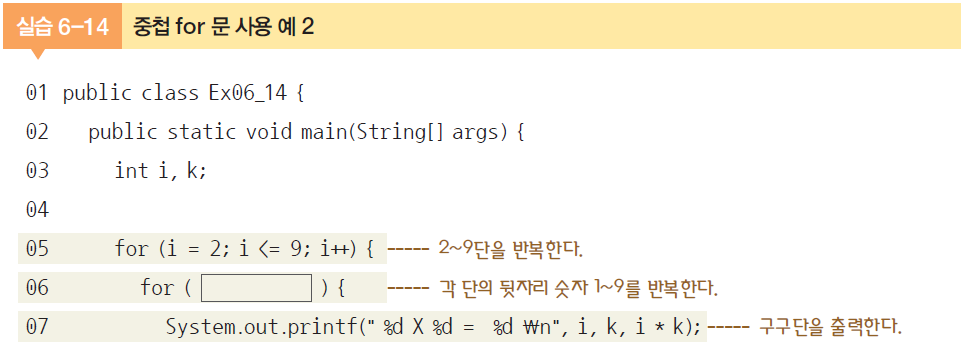 실습 6-14 중첩 for 문 사용 예 2
01 public class Ex06_14 {
02 public static void main(String[] args) {
03 int i, k;
04
05 for (i = 2; i <= 9; i++) { ----- 2~9단을 반복한다.
06 for ( ) { ----- 각 단의 뒷자리 숫자 1~9를 반복한다.
07 System.out.printf(" %d X %d = %d ₩n", i, k, i * k); ----- 구구단을 출력한다.